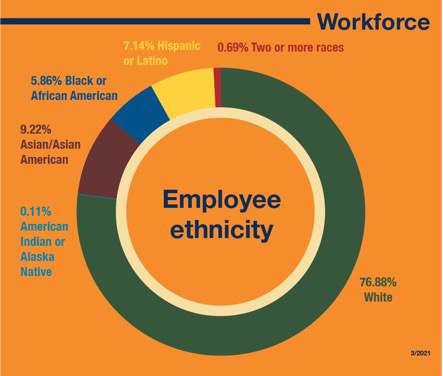 Workforce
7.14% Hispanic
or Latino
0.69% Two or more races
5.86% Black or
African American
9.22%
Asian/Asian
American
0.11%
American
Indian or
Alaska
Native
Employee
ethnicity
76.88%
White
3/2021